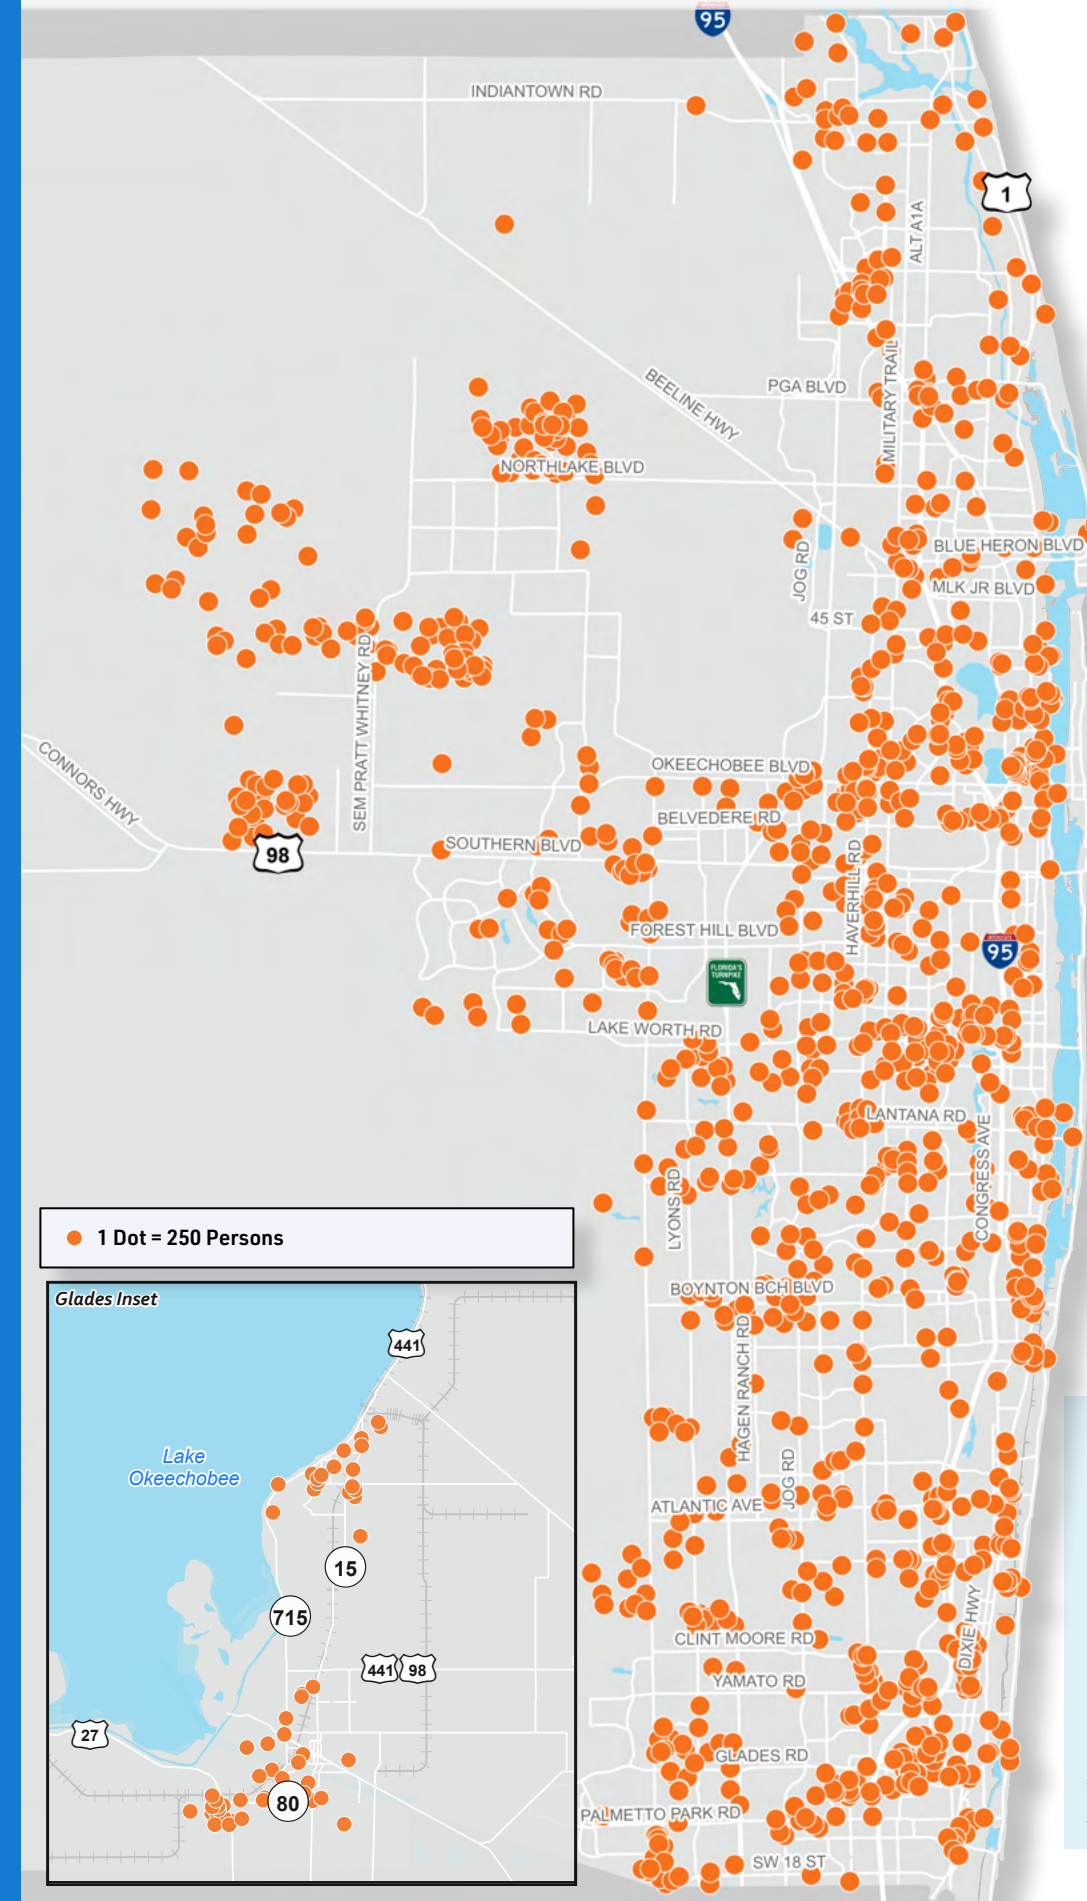 95
INDIANTOWN RD
1
ALT A1A
MILITARY TRAIL
BEELINE HWY
PGA BLVD
NORTHLAKE BLVD
JOG RD
BLUE HERON BLVD
MLK JR BLVD
45 ST
SEM PRATT WHITNEY RD
CONNORS HWY
OKEECHOBEE BLVD
BELVEDERE RD
SOUTHERN BLVD
98
HAVERHILL RD
FOREST HILL BLVD
95
FLORIDA'S
TURNPIKE
LAKE WORTH RD
LANTANA RD
CONGRESS AVE
LYONS RD
1 Dot = 250 Persons
BOYNTON BCH BLVD
HAGEN RANCH RD
JOG RD
ATLANTIC AVE
DIXIE HWY
CLINT MOORE RD
YAMATO RD
GLADES RD
PALMETTO PARK RD
SW 18 ST
Glades Inset
441
Lake
Okeechobee
15
715
441
98
27
80